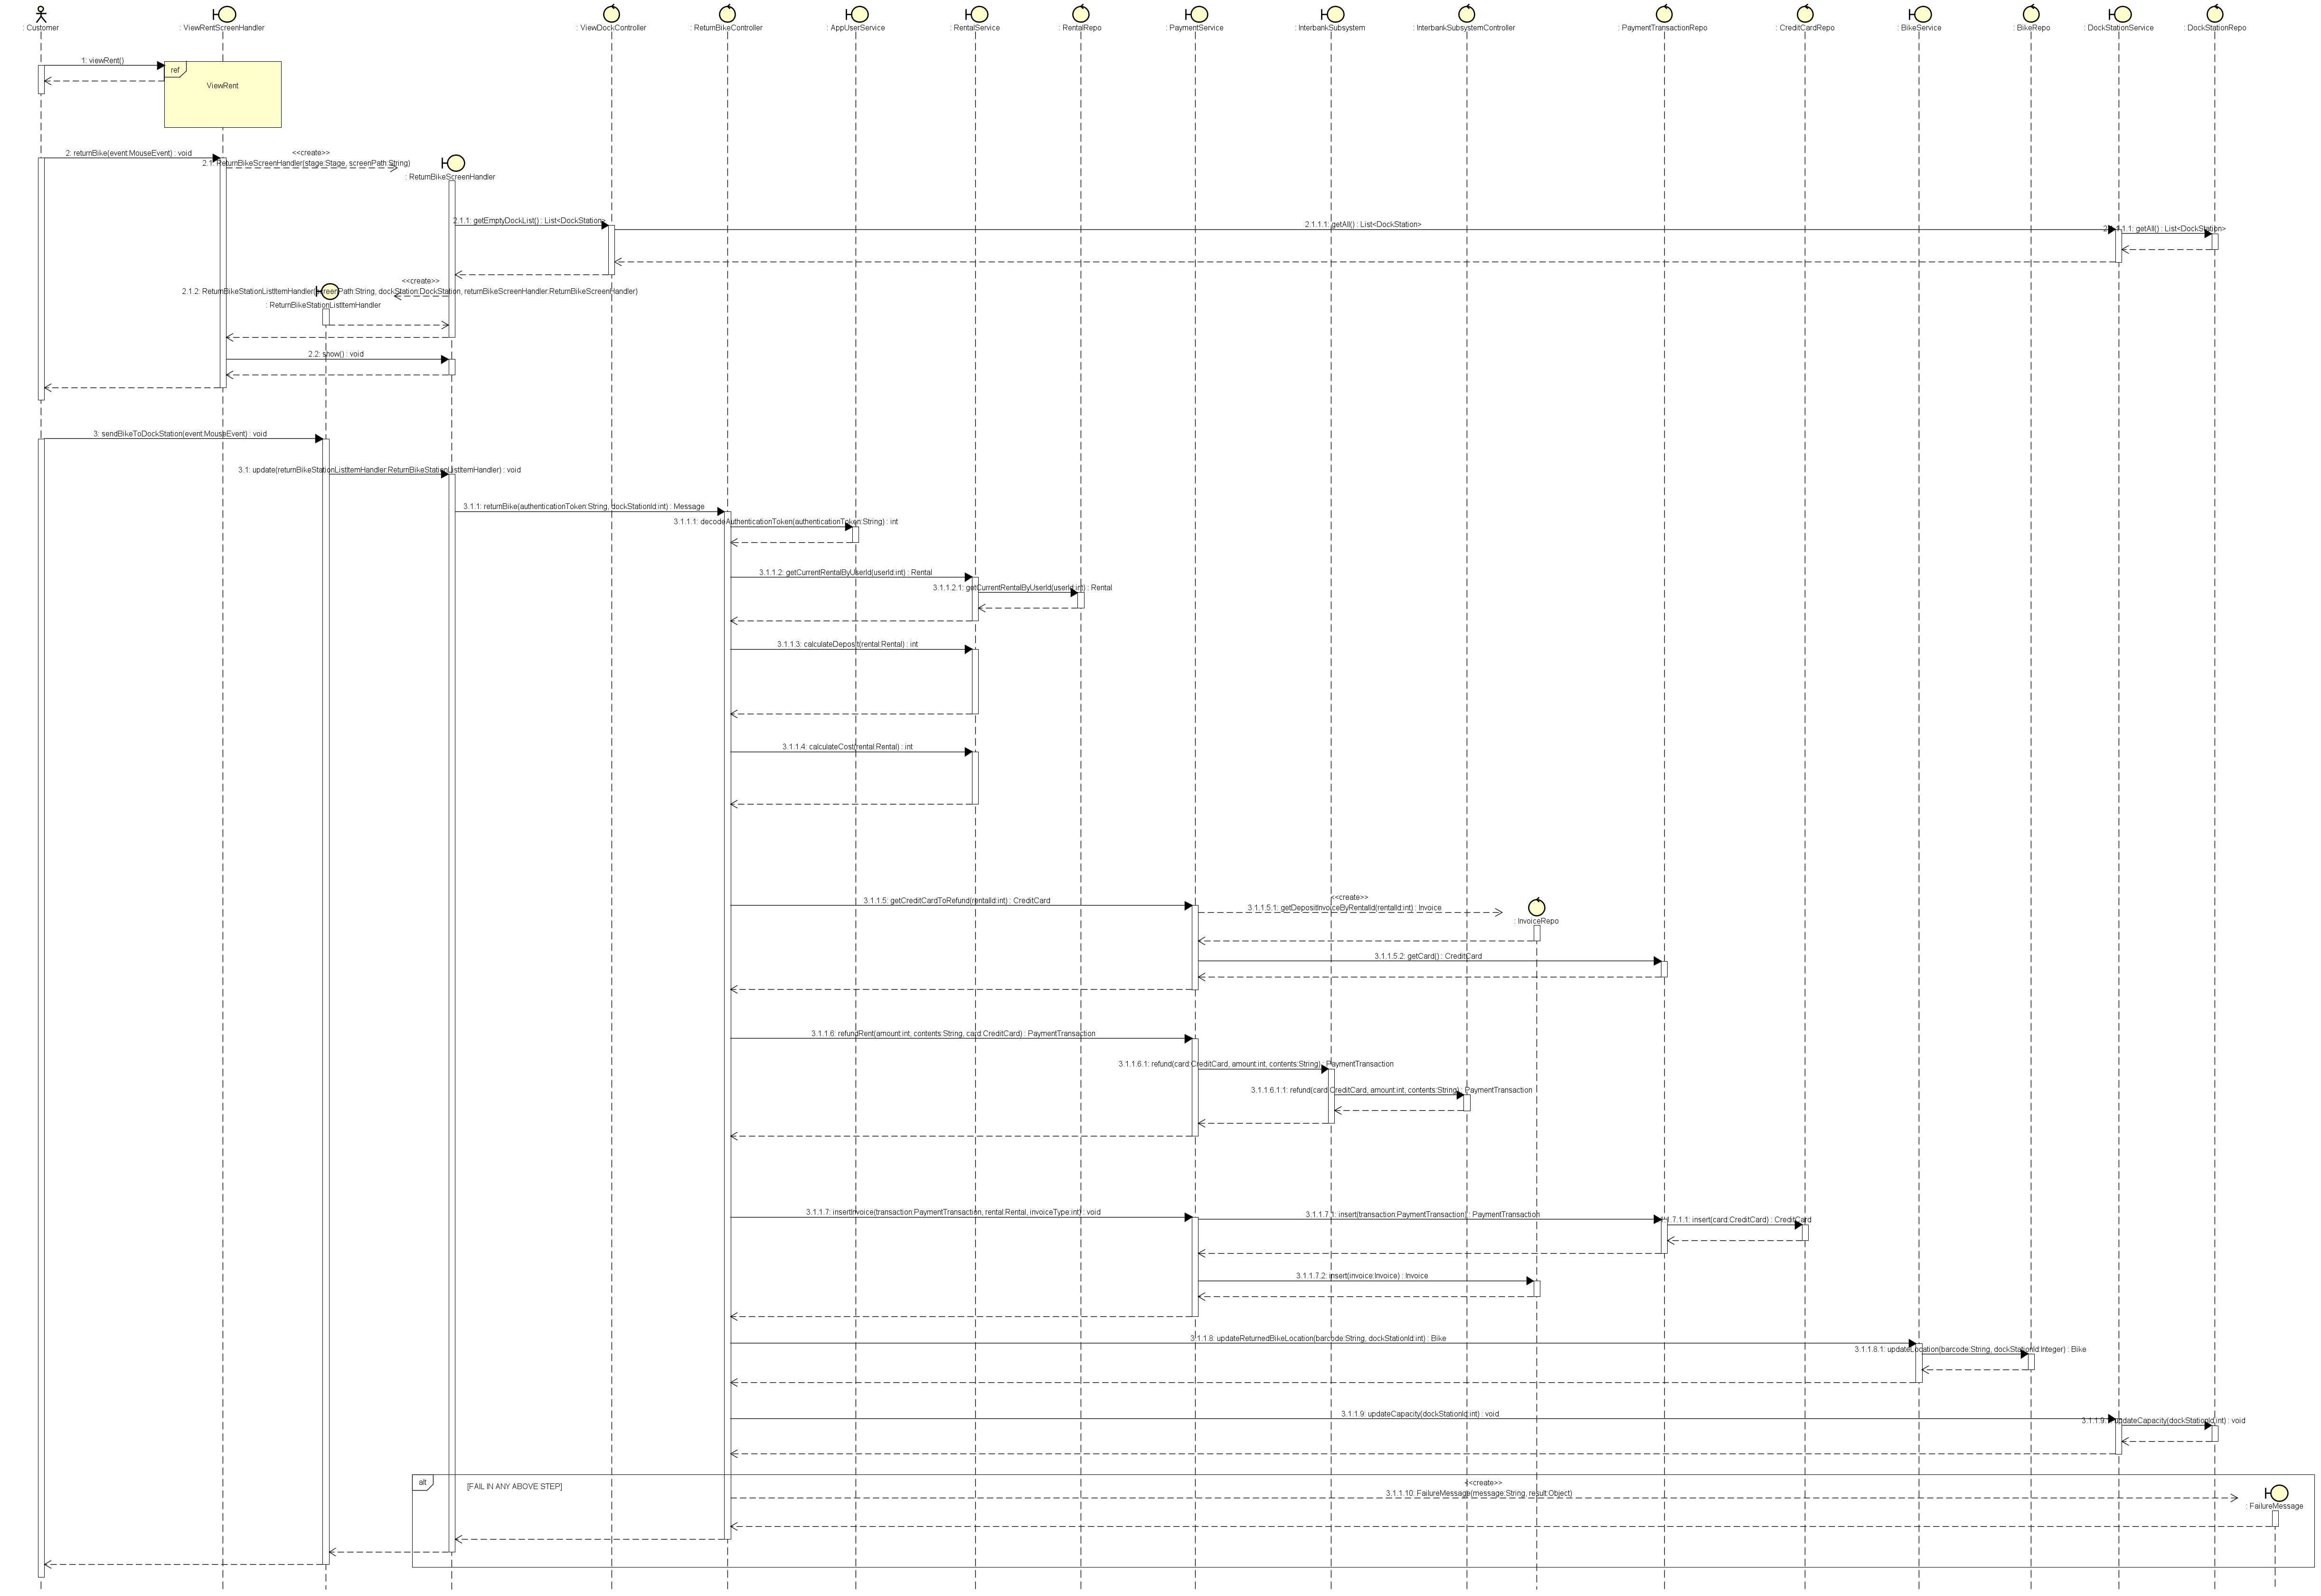 : Customer
: ViewRentScreenHandler
: ViewDockController
: ReturnBikeController
: AppUserService
: RentalService
: RentalRepo
: PaymentService
: InterbankSubsystem
: InterbankSubsystemController
: PaymentTransactionRepo
: CreditCardRepo
: BikeService
: BikeRepo
: DockStationService
: DockStationRepo
1: viewRent()
ref
ViewRent
2: returnBike(event:MouseEvent) : void
<<create>>
2.1: ReturnBikeScreenHandler(stage:Stage, screenPath:String)
: ReturnBikeScreenHandler
2.1.1: getEmptyDockList() : List<DockStation>
2.1.1.1: getAll() : List<DockStation>
1.1: getAll() : List<DockStation>
<<create>>
2.1.2: ReturnBikeStationListItemHandler(screenPath:String, dockStation:DockStation, returnBikeScreenHandler:ReturnBikeScreenHandler)
: ReturnBikeStationListItemHandler
2.2: show() : void
3: sendBikeToDockStation(event:MouseEvent) : void
3.1: update(returnBikeStationListItemHandler:ReturnBikeStationListItemHandler) : void
3.1.1: returnBike(authenticationToken:String, dockStationId:int) : Message
3.1.1.1: decodeAuthenticationToken(authenticationToken:String) : int
3.1.1.2: getCurrentRentalByUserId(userId:int) : Rental
3.1.1.2.1: getCurrentRentalByUserId(userId:int) : Rental
3.1.1.3: calculateDeposit(rental:Rental) : int
3.1.1.4: calculateCost(rental:Rental) : int
3.1.1.5: getCreditCardToRefund(rentalId:int) : CreditCard
<<create>>
3.1.1.5.1: getDepositInvoiceByRentalId(rentalId:int) : Invoice
: InvoiceRepo
3.1.1.5.2: getCard() : CreditCard
3.1.1.6: refundRent(amount:int, contents:String, card:CreditCard) : PaymentTransaction
3.1.1.6.1: refund(card:CreditCard, amount:int, contents:String) : PaymentTransaction
3.1.1.6.1.1: refund(card:CreditCard, amount:int, contents:String) : PaymentTransaction
3.1.1.7: insertInvoice(transaction:PaymentTransaction, rental:Rental, invoiceType:int) : void
3.1.1.7.1: insert(transaction:PaymentTransaction) : PaymentTransaction
.7.1.1: insert(card:CreditCard) : CreditCard
3.1.1.7.2: insert(invoice:Invoice) : Invoice
3.1.1.8: updateReturnedBikeLocation(barcode:String, dockStationId:int) : Bike
3.1.1.8.1: updateLocation(barcode:String, dockStationId:Integer) : Bike
3.1.1.9: updateCapacity(dockStationId:int) : void
3.1.1.9. updateCapacity(dockStationId:int) : void
alt
[FAIL IN ANY ABOVE STEP]
<<create>>
3.1.1.10: FailureMessage(message:String, result:Object)
: FailureMessage